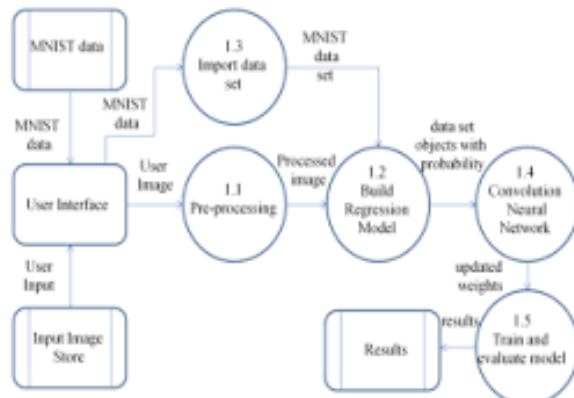 MNIST data
1.3
Import data
set
MNIST
data
set
MNIST
data
MNIST
data
data set
objects with
probability
User
Image
Processed
image
User Interface
1.1
Pre-processing
1.2
Build
Regression
Model
1.4
Convolution
Neural
Network
User
Input
updated
weights
Input Image
Store
Results
results
1.5
Train and
evaluate model